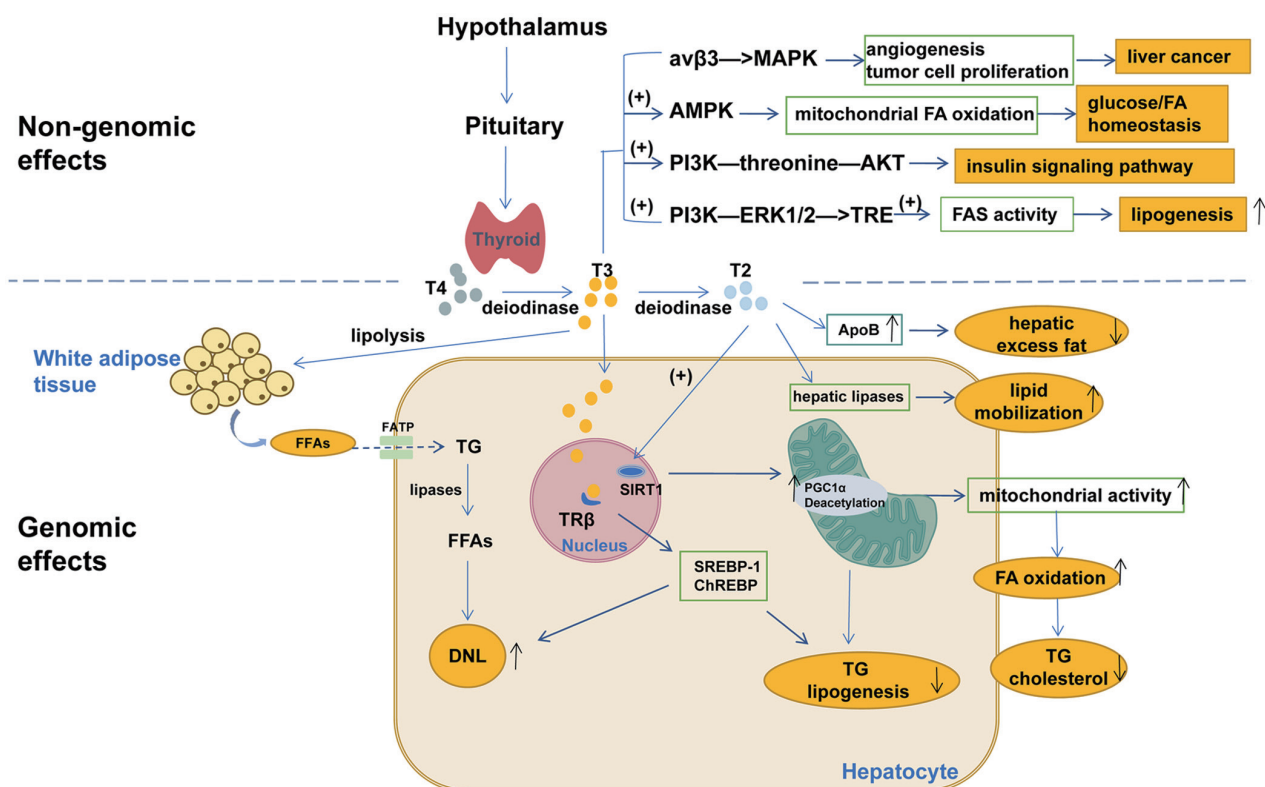 Hypothalamus
Pituitary
Thyroid
Non-genomic
effects
avβ3—>MAPK
angiogenesis
tumor cell proliferation
liver cancer
(+)
AMPK
mitochondrial FA oxidation
glucose/FA
homeostasis
(+)
PI3K—threonine—AKT
insulin signaling pathway
(+)
PI3K—ERK1/2—>TRE
(+)
FAS activity
lipogenesis ↑
T4
deiodinase
T3
deiodinase
T2
lipolysis
White adipose
tissue
FFAs
FATP
TG
lipases
FFAs
DNL ↑
(+)
ApoB ↑
hepatic
excess fat ↓
hepatic lipases
lipid
mobilization ↑
SIRT1
TRβ
Nucleus
↑ PGC1α
Deacetylation
mitochondrial activity ↑
SREBP-1
ChREBP
FA oxidation ↑
TG
lipogenesis ↓
TG
cholesterol ↓
Genomic
effects
Hepatocyte